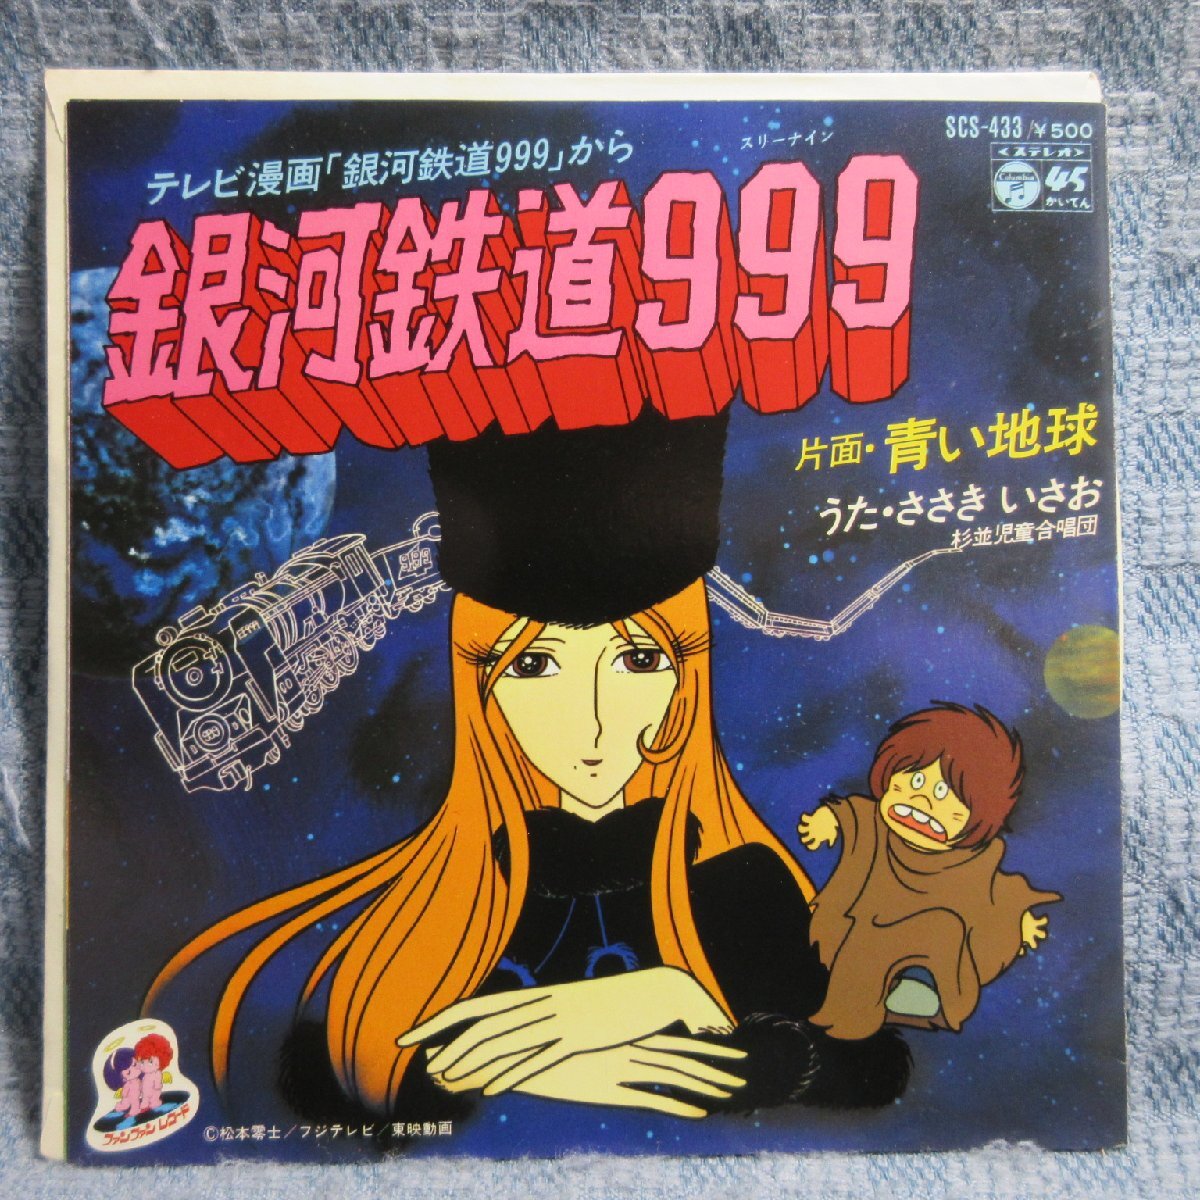 SCS-433/¥500
<ステレオ>
Columbia
45
かいてん
テレビ漫画「銀河鉄道999」から
スリーナイン
銀河鉄道999
片面・青い地球
うた・ささき いさお
杉並児童合唱団
999
ファンファン レコード
©松本零士／フジテレビ／東映動画